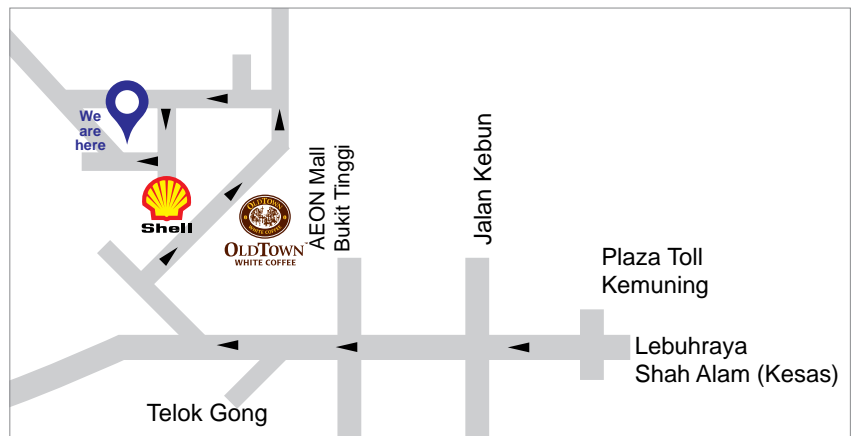 We
are
here
Shell
OLDTOWN
OLDTOWN
WHITE COFFEE
AEON Mall
Bukit Tinggi
Jalan Kebun
Plaza Toll
Kemuning
Lebuhraya
Shah Alam (Kesas)
Telok Gong